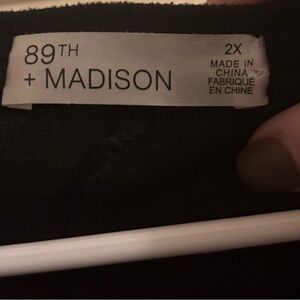 89TH
+ MADISON
2X
MADE IN
CHINA
FABRIQUÉ
EN CHINE